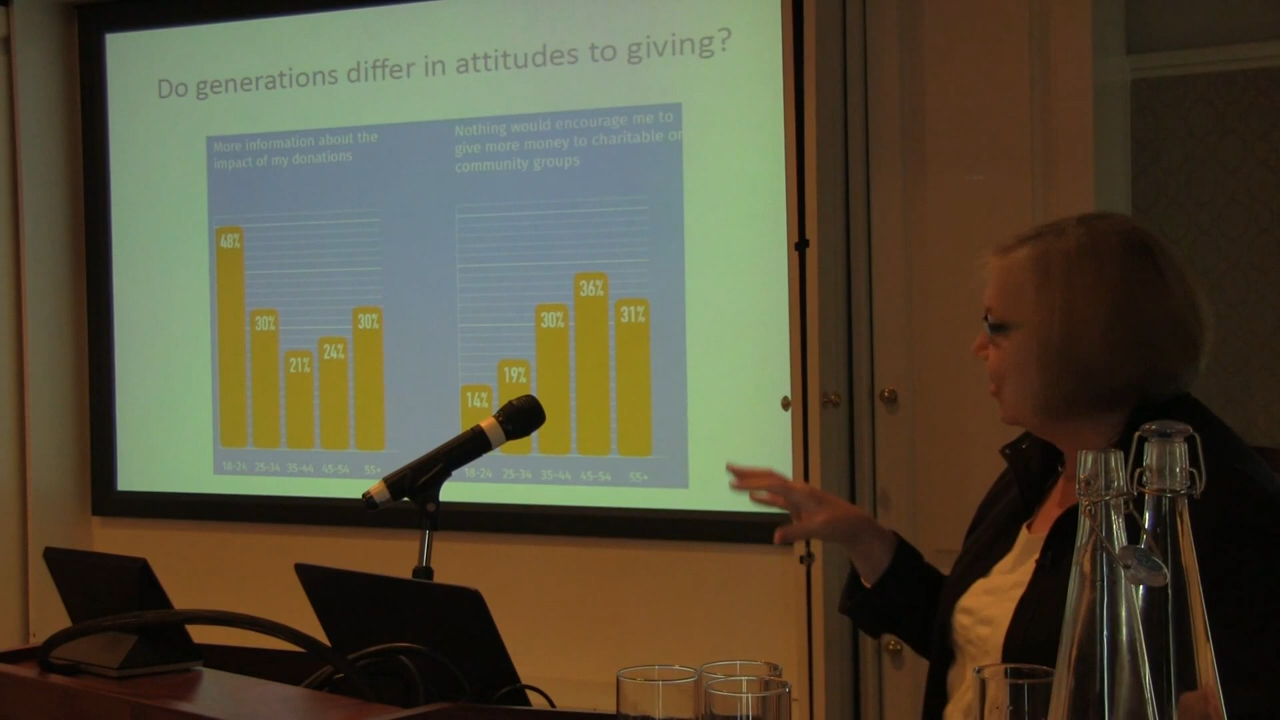 Do generations differ in attitudes to giving?
More information about the
impact of my donations
48%
30%
21%
24%
30%
18-24 25-34 35-44 45-54 55+
Nothing would encourage me to
give more money to charitable or
community groups
14%
19%
30%
36%
31%
18-24 25-34 35-44 45-54 55+